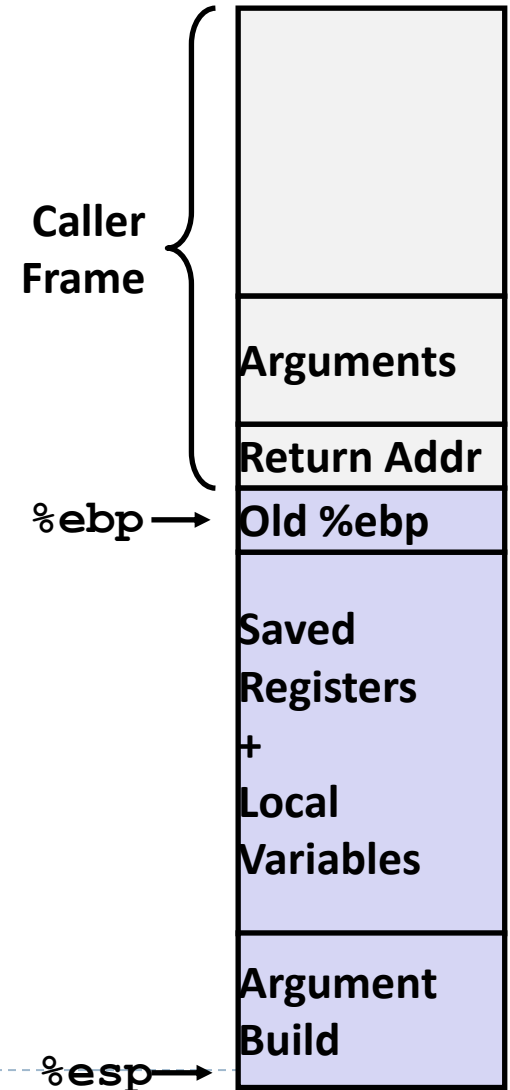 Caller
Frame
Arguments
Return Addr
%ebp
Old %ebp
Saved
Registers
+
Local
Variables
Argument
Build
%esp